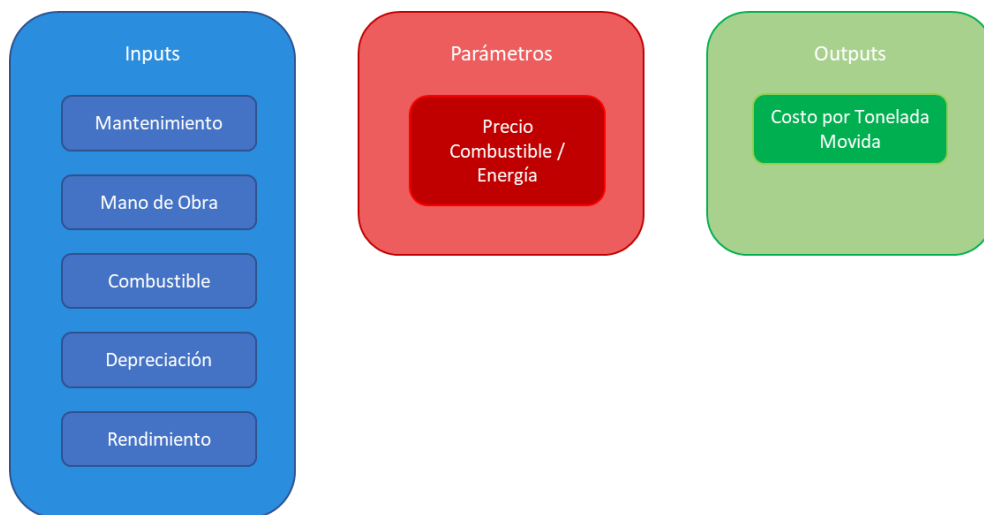 Inputs
Mantenimiento
Mano de Obra
Combustible
Depreciación
Rendimiento
Parámetros
Precio
Combustible /
Energía
Outputs
Costo por Tonelada
Movida